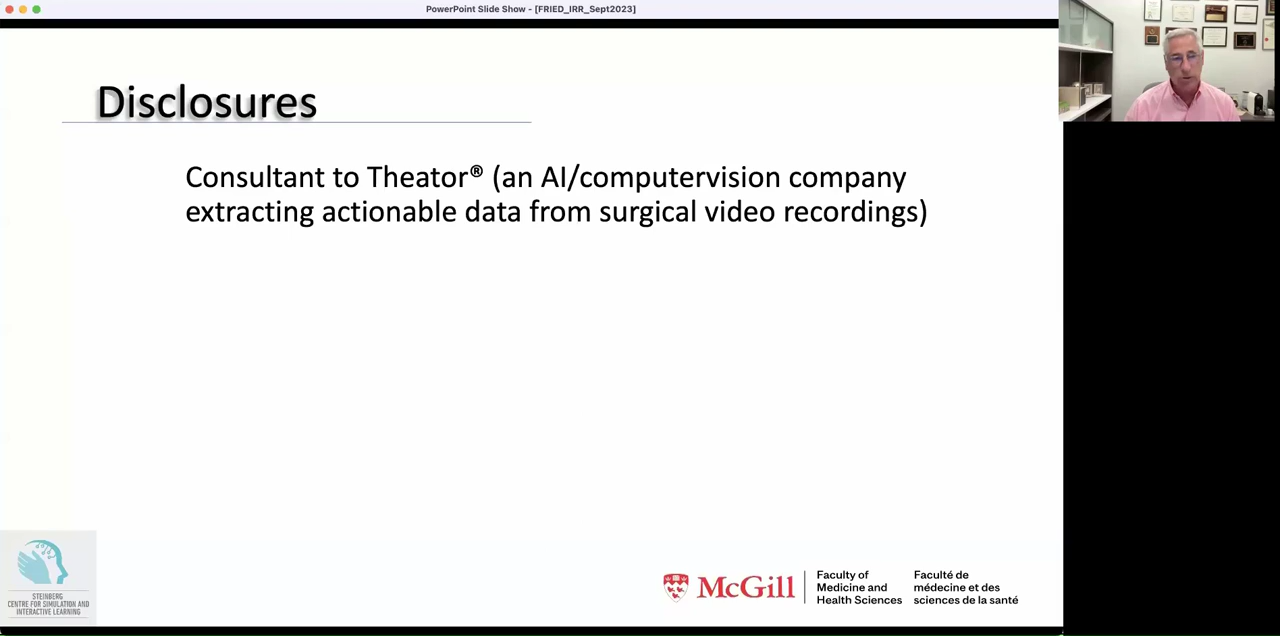 PowerPoint Slide Show - [FRIED_IRR_Sept2023]
Disclosures
Consultant to Theator® (an AI/computervision company
extracting actionable data from surgical video recordings)
STEINBERG
CENTRE FOR SIMULATION AND
INTERACTIVE LEARNING
McGill
Faculty of
Medicine and
Health Sciences
Faculté de
médecine et des
sciences de la santé